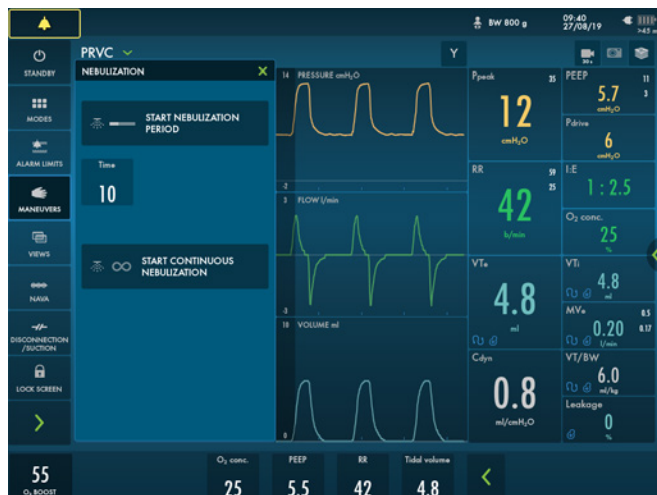 BW 800 g
09:40
27/08/19
>45 m
STANDBY
MODES
ALARM LIMITS
MANEUVERS
VIEWS
NAVA
DISCONNECTION
/SUCTION
LOCK SCREEN
55
O₂ BOOST
PRVC
Y
30 s
NEBULIZATION
X
START NEBULIZATION
PERIOD
Time
10
START CONTINUOUS
NEBULIZATION
14 PRESSURE cmH₂O
-2
3 FLOW l/min
-3
10 VOLUME ml
0
Ppeak 35
12
cmH₂O
RR 59
25
42
b/min
VTe
4.8
ml
Cdyn
0.8
ml/cmH₂O
PEEP 11
5.7 3
cmH₂O
Pdrive
6
cmH₂O
I:E
1 : 2.5
O₂ conc.
25
%
VTi
4.8
ml
MVe 0.5
0.20 0.17
l/min
VT/BW
6.0
ml/kg
Leakage
0
%
O₂ conc. PEEP RR Tidal volume
25 5.5 42 4.8